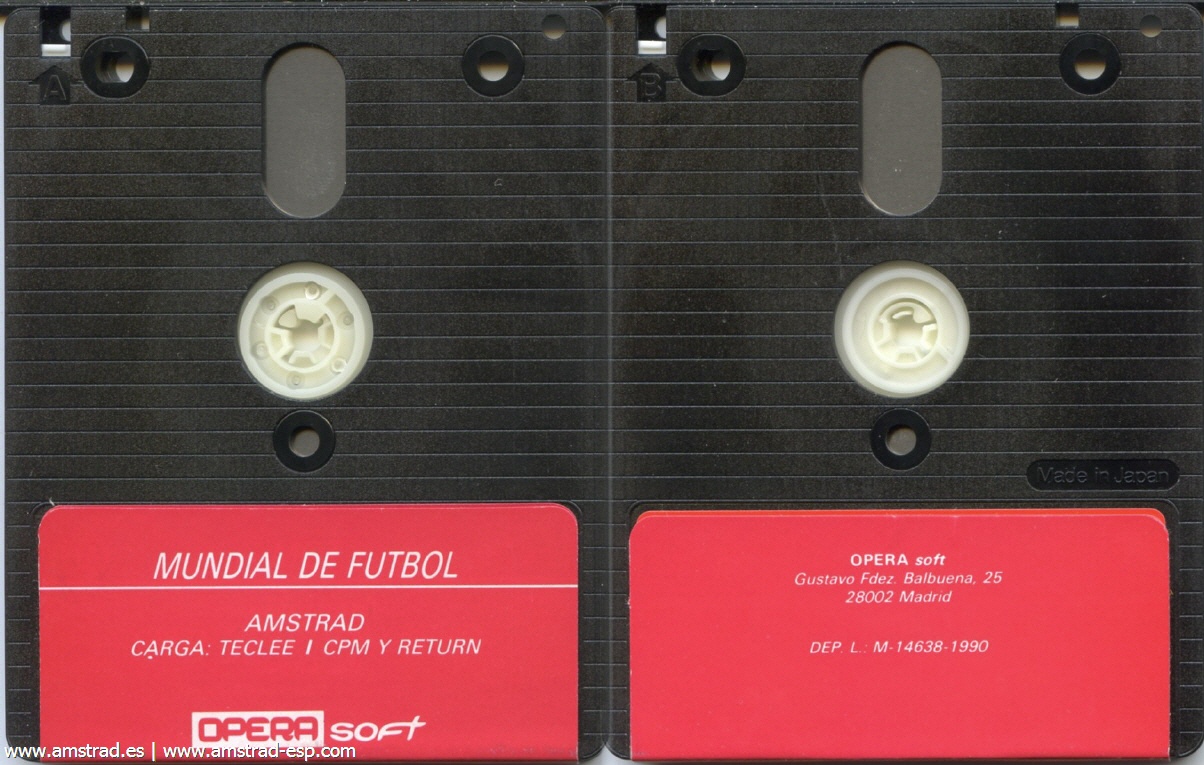 A
B
Made in Japan
MUNDIAL DE FUTBOL
AMSTRAD
CARGA: TECLEE | CPM Y RETURN
OPERA soft
OPERA soft
Gustavo Fdez. Balbuena, 25
28002 Madrid
DEP. L.: M-14638-1990
www.amstrad.es | www.amstrad-esp.com